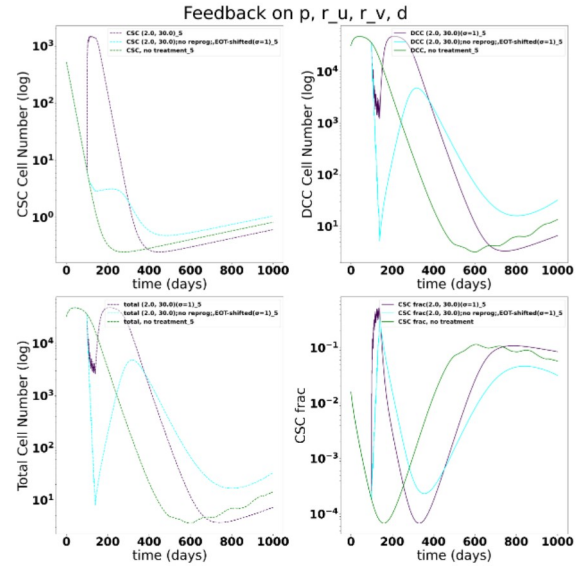 Feedback on p, r_u, r_v, d
CSC (2.0, 30.0)_5
CSC (2.0, 30.0);no reprog;,EOT-shifted(σ=1)_5
CSC, no treatment_5
CSC Cell Number (log)
10³
10²
10¹
10⁰
0 200 400 600 800 1000
time (days)
DCC (2.0, 30.0)(σ=1)_5
DCC (2.0, 30.0);no reprog;,EOT-shifted(σ=1)_5
DCC, no treatment_5
DCC Cell Number (log)
10⁴
10³
10²
10¹
0 200 400 600 800 1000
time (days)
total (2.0, 30.0)(σ=1)_5
total (2.0, 30.0);no reprog;,EOT-shifted(σ=1)_5
total, no treatment_5
Total Cell Number (log)
10⁴
10³
10²
10¹
0 200 400 600 800 1000
time (days)
CSC frac(2.0, 30.0)(σ=1)_5
CSC frac(2.0, 30.0);no reprog;,EOT-shifted(σ=1)_5
CSC frac, no treatment
CSC frac
10⁻¹
10⁻²
10⁻³
10⁻⁴
0 200 400 600 800 1000
time (days)